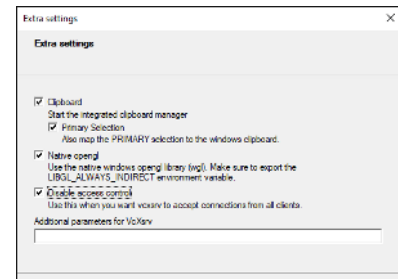 Extra settings
Extra settings
Clipboard
Start the integrated clipboard manager
Primary Selection
Also map the PRIMARY selection to the windows clipboard.
Native opengl
Use the native windows opengl library (wgl). Make sure to export the
LIBGL_ALWAYS_INDIRECT environment variable.
Disable access control
Use this when you want vcxsrv to accept connections from all clients.
Additional parameters for VcXsrv